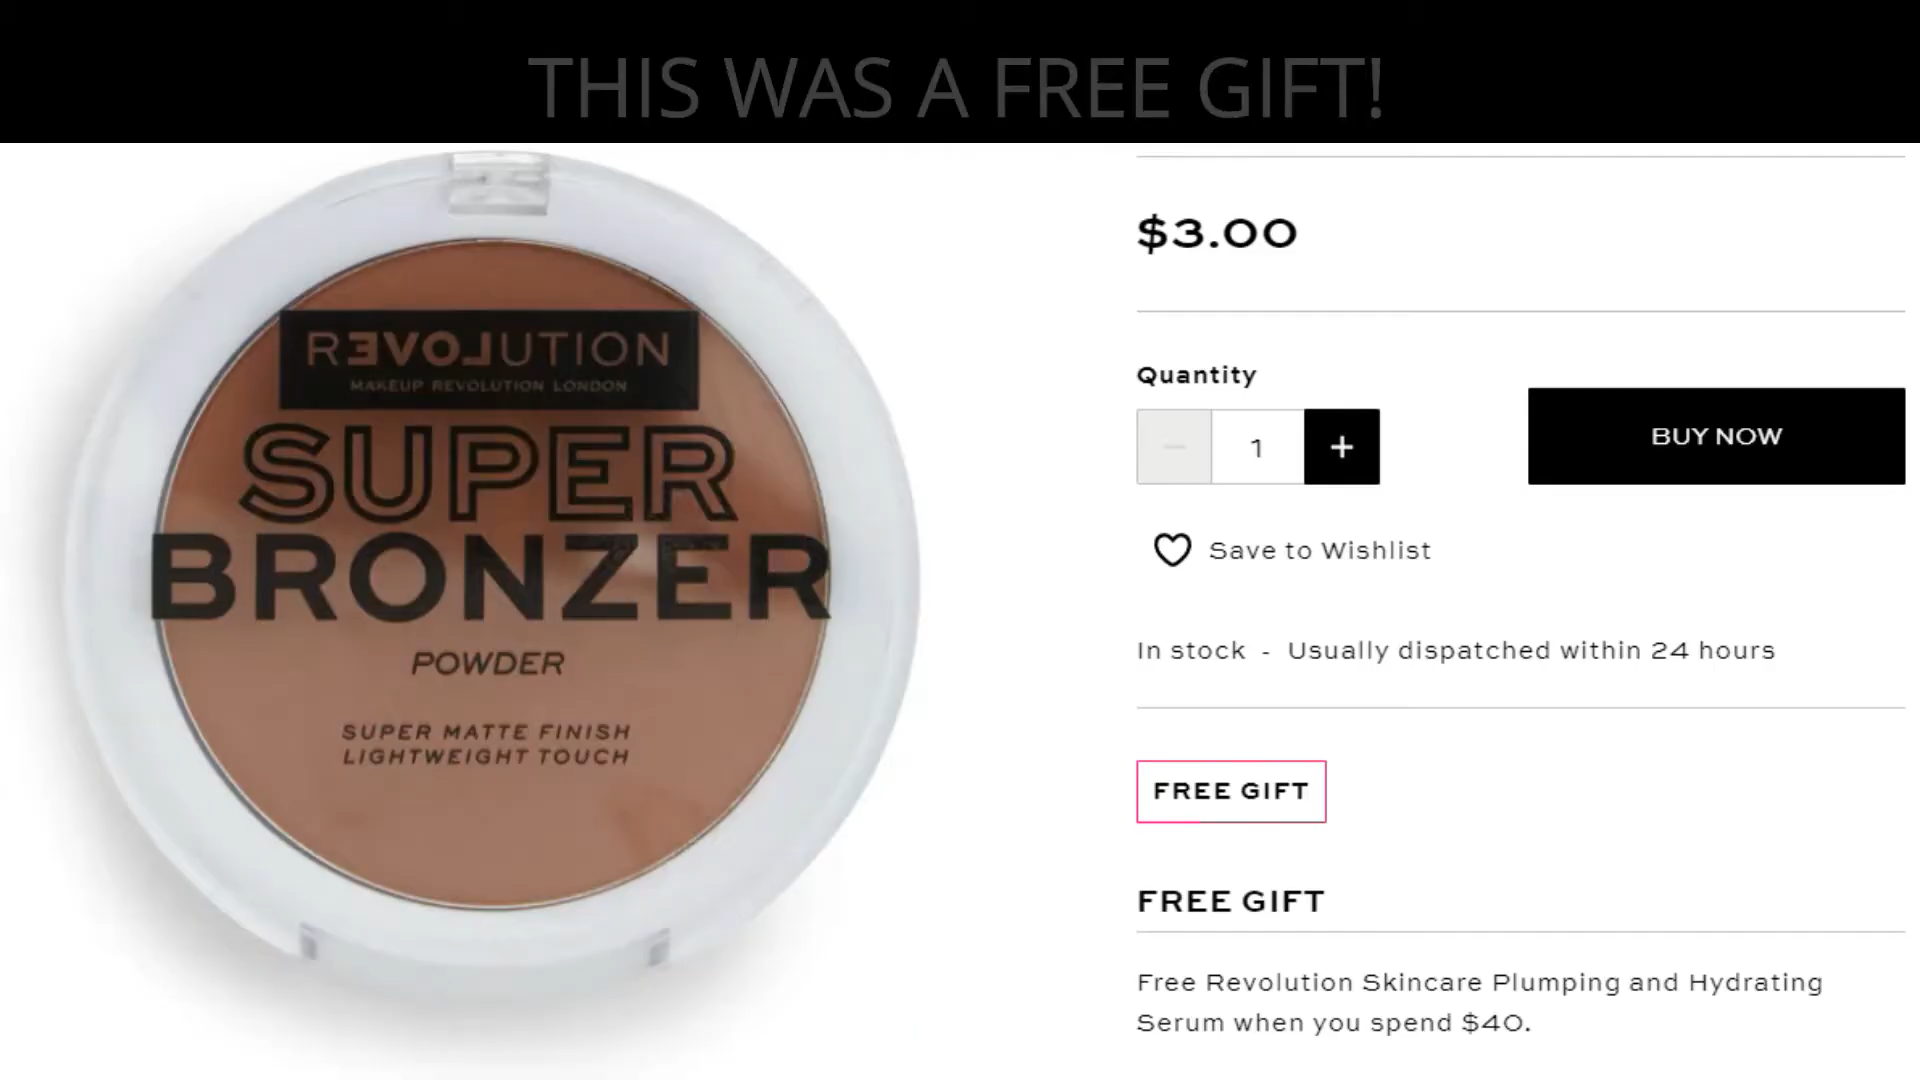 THIS WAS A FREE GIFT!
REVOLUTION
MAKEUP REVOLUTION LONDON
SUPER
BRONZER
POWDER
SUPER MATTE FINISH
LIGHTWEIGHT TOUCH
$3.00
Quantity
− 1 +
BUY NOW
Save to Wishlist
In stock - Usually dispatched within 24 hours
FREE GIFT
FREE GIFT
Free Revolution Skincare Plumping and Hydrating
Serum when you spend $40.